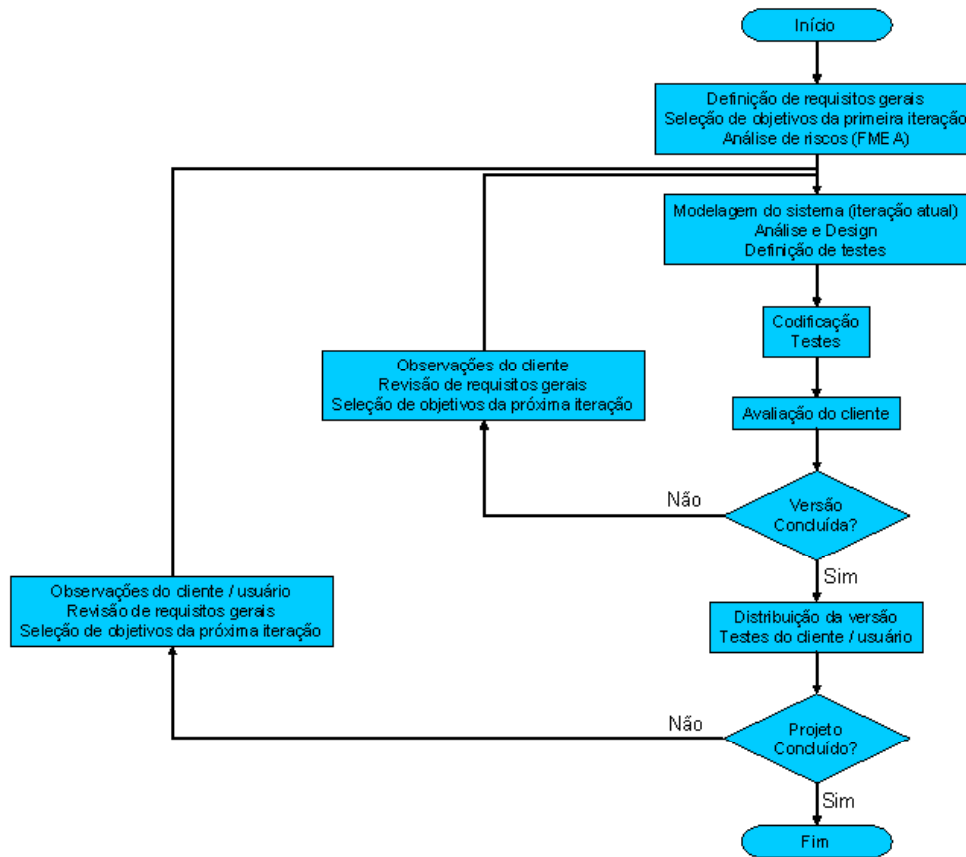 Início
Definição de requisitos gerais
Seleção de objetivos da primeira iteração
Análise de riscos (FMEA)
Modelagem do sistema (iteração atual)
Análise e Design
Definição de testes
Codificação
Testes
Observações do cliente
Revisão de requisitos gerais
Seleção de objetivos da próxima iteração
Avaliação do cliente
Não
Versão
Concluída?
Sim
Observações do cliente / usuário
Revisão de requisitos gerais
Seleção de objetivos da próxima iteração
Distribuição da versão
Testes do cliente / usuário
Não
Projeto
Concluído?
Sim
Fim